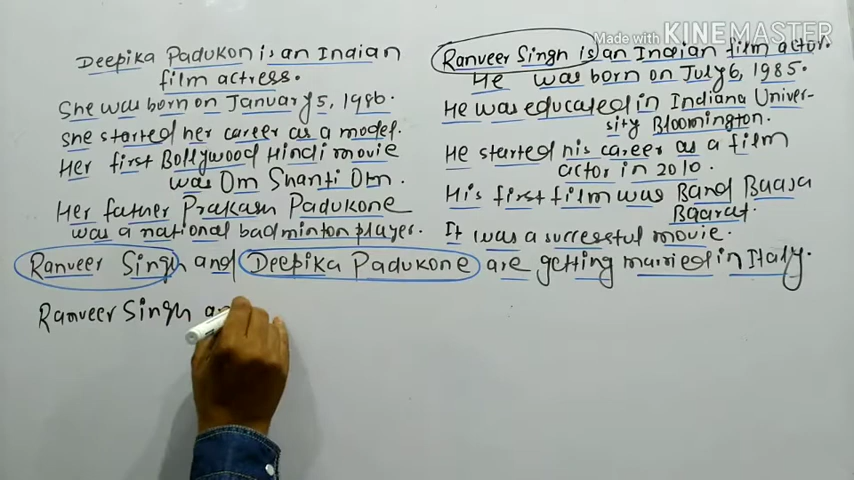 Made with KINEMASTER
Deepika Padukon is an Indian
film actress.
She was born on January 5, 1986.
she started her career as a model.
Her first Bollywood Hindi movie
was Om Shanti Om.
Her father Prakash Padukone
was a national badminton player.
Ranveer Singh is an Indian film actor.
He was born on July 6, 1985.
He was educated in Indiana Univer-
sity Bloomington.
He started his career as a film
actor in 2010.
His first film was Band Baaja
Baarat.
It was a successful movie.
Ranveer Singh and Deepika Padukone are getting married in Italy.
Ranveer Singh an